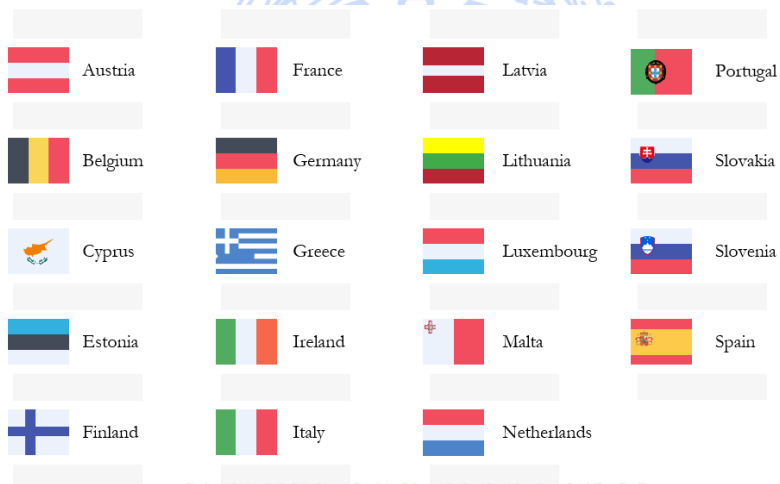 Austria
France
Latvia
Portugal
Belgium
Germany
Lithuania
Slovakia
Cyprus
Greece
Luxembourg
Slovenia
Estonia
Ireland
Malta
Spain
Finland
Italy
Netherlands